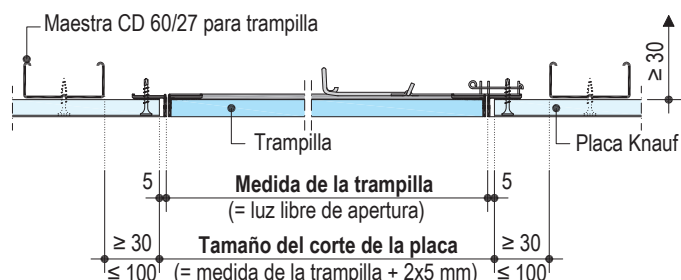 Maestra CD 60/27 para trampilla
≥ 30
Trampilla
Placa Knauf
5
Medida de la trampilla
5
(= luz libre de apertura)
≥ 30
Tamaño del corte de la placa
≥ 30
≤ 100
(= medida de la trampilla + 2x5 mm)
≤ 100